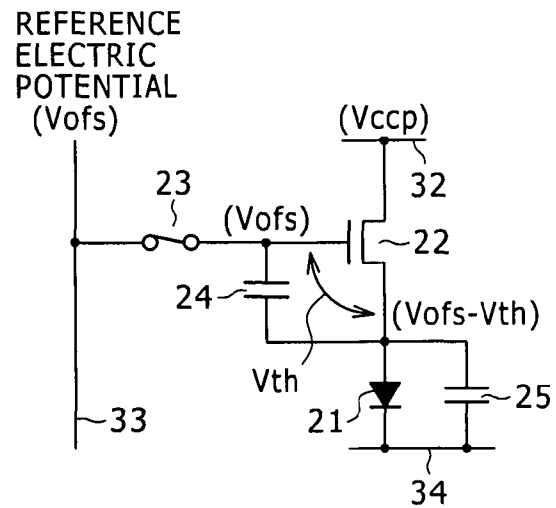 REFERENCE
ELECTRIC
POTENTIAL
(Vofs)
(Vccp)
23
32
(Vofs)
22
24
(Vofs-Vth)
Vth
21
25
33
34